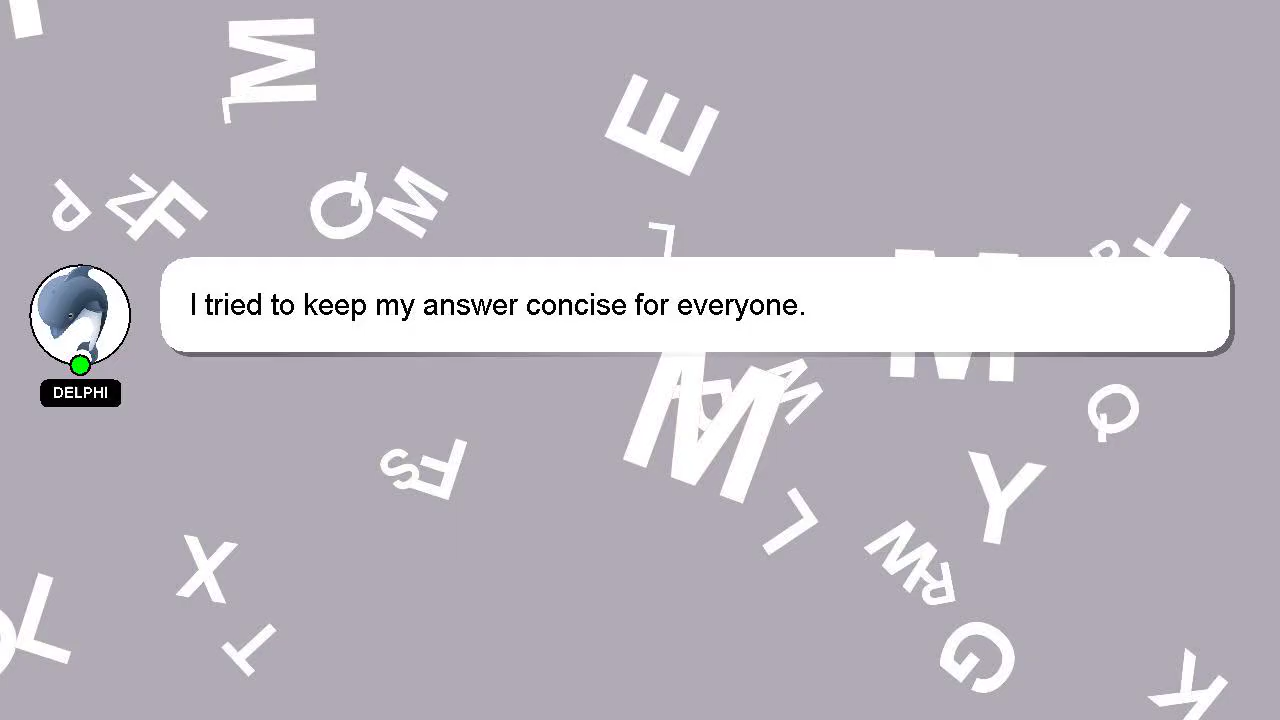 I tried to keep my answer concise for everyone.
DELPHI
M
L
E
P
Z
F
Q
M
L
T
R
M
M
W
Q
S
F
Y
L
X
W
R
T
G
K